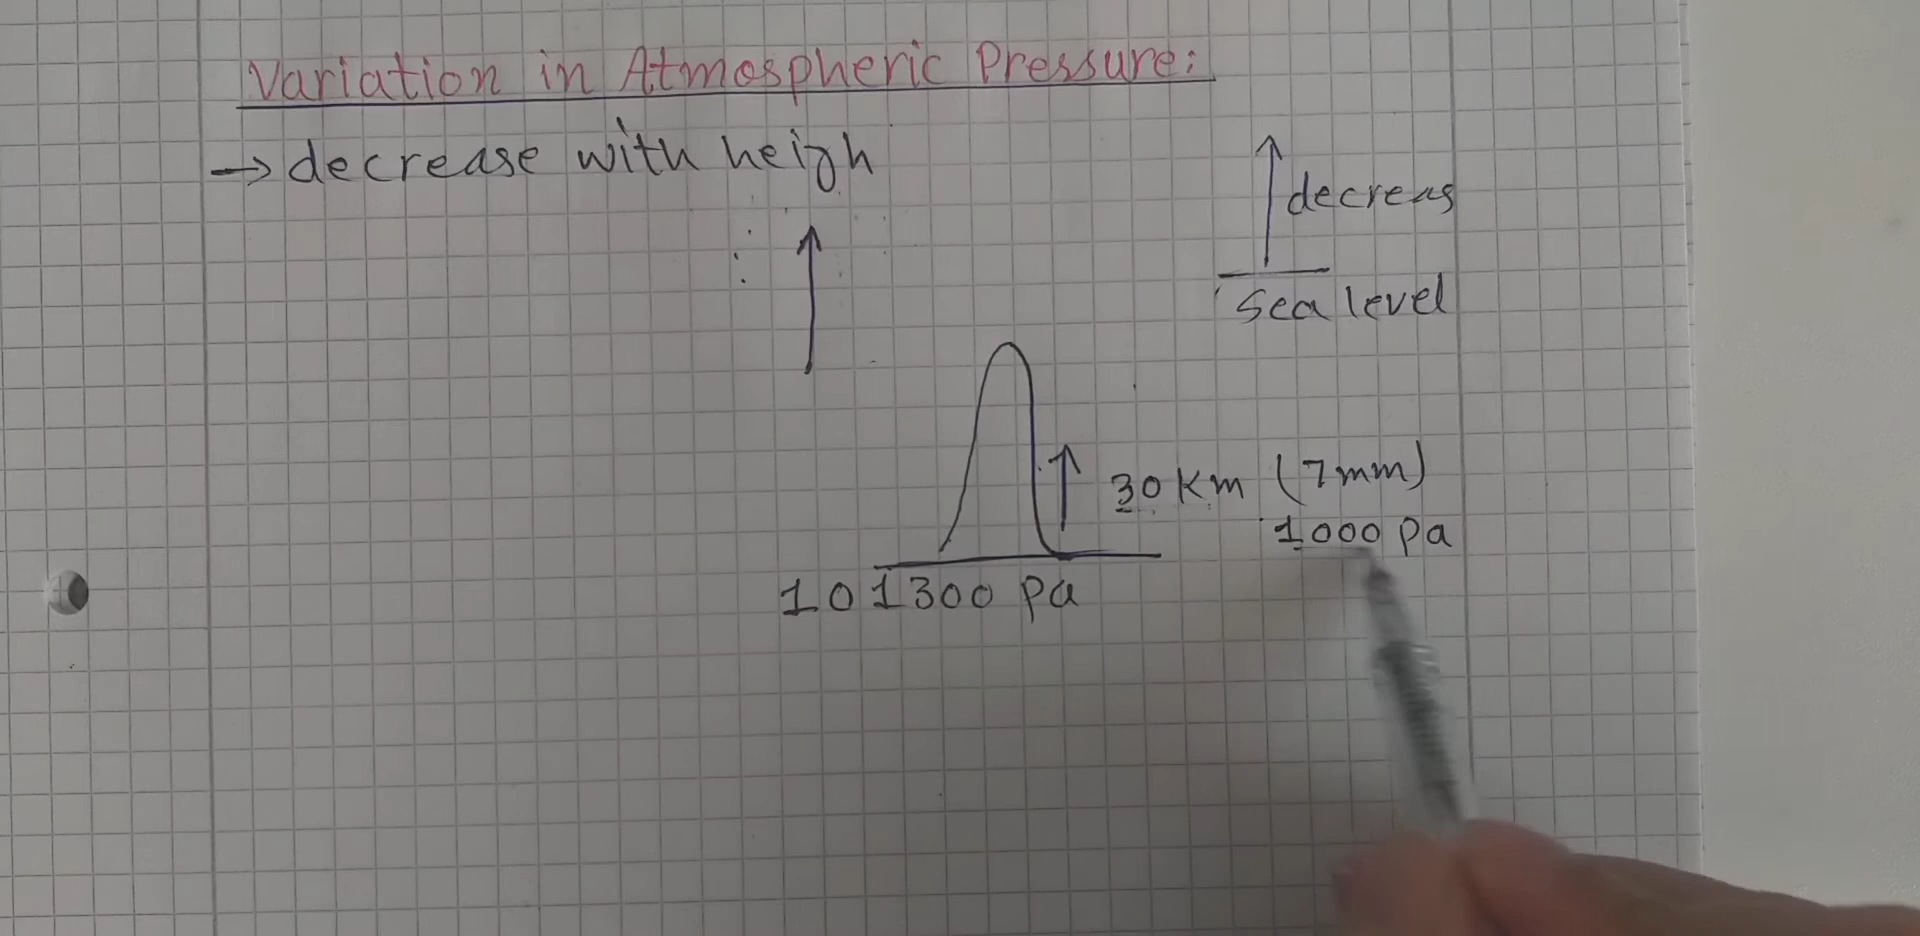 Variation in Atmospheric Pressure:
→ decrease with heigh
decreas
sea level
30 Km (7mm)
1000 pa
101300 pa